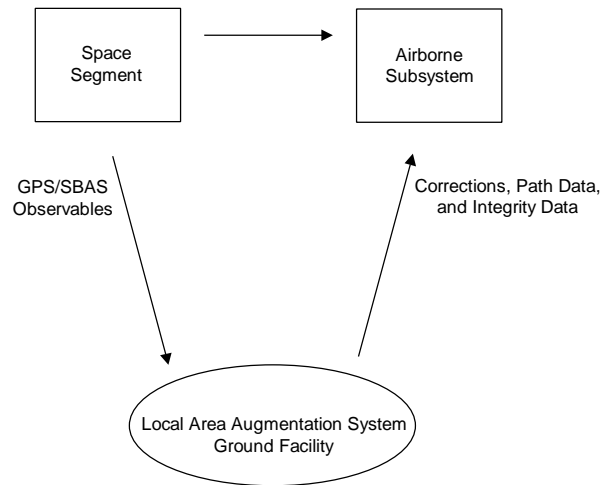 Space
Segment
Airborne
Subsystem
GPS/SBAS
Observables
Corrections, Path Data,
and Integrity Data
Local Area Augmentation System
Ground Facility